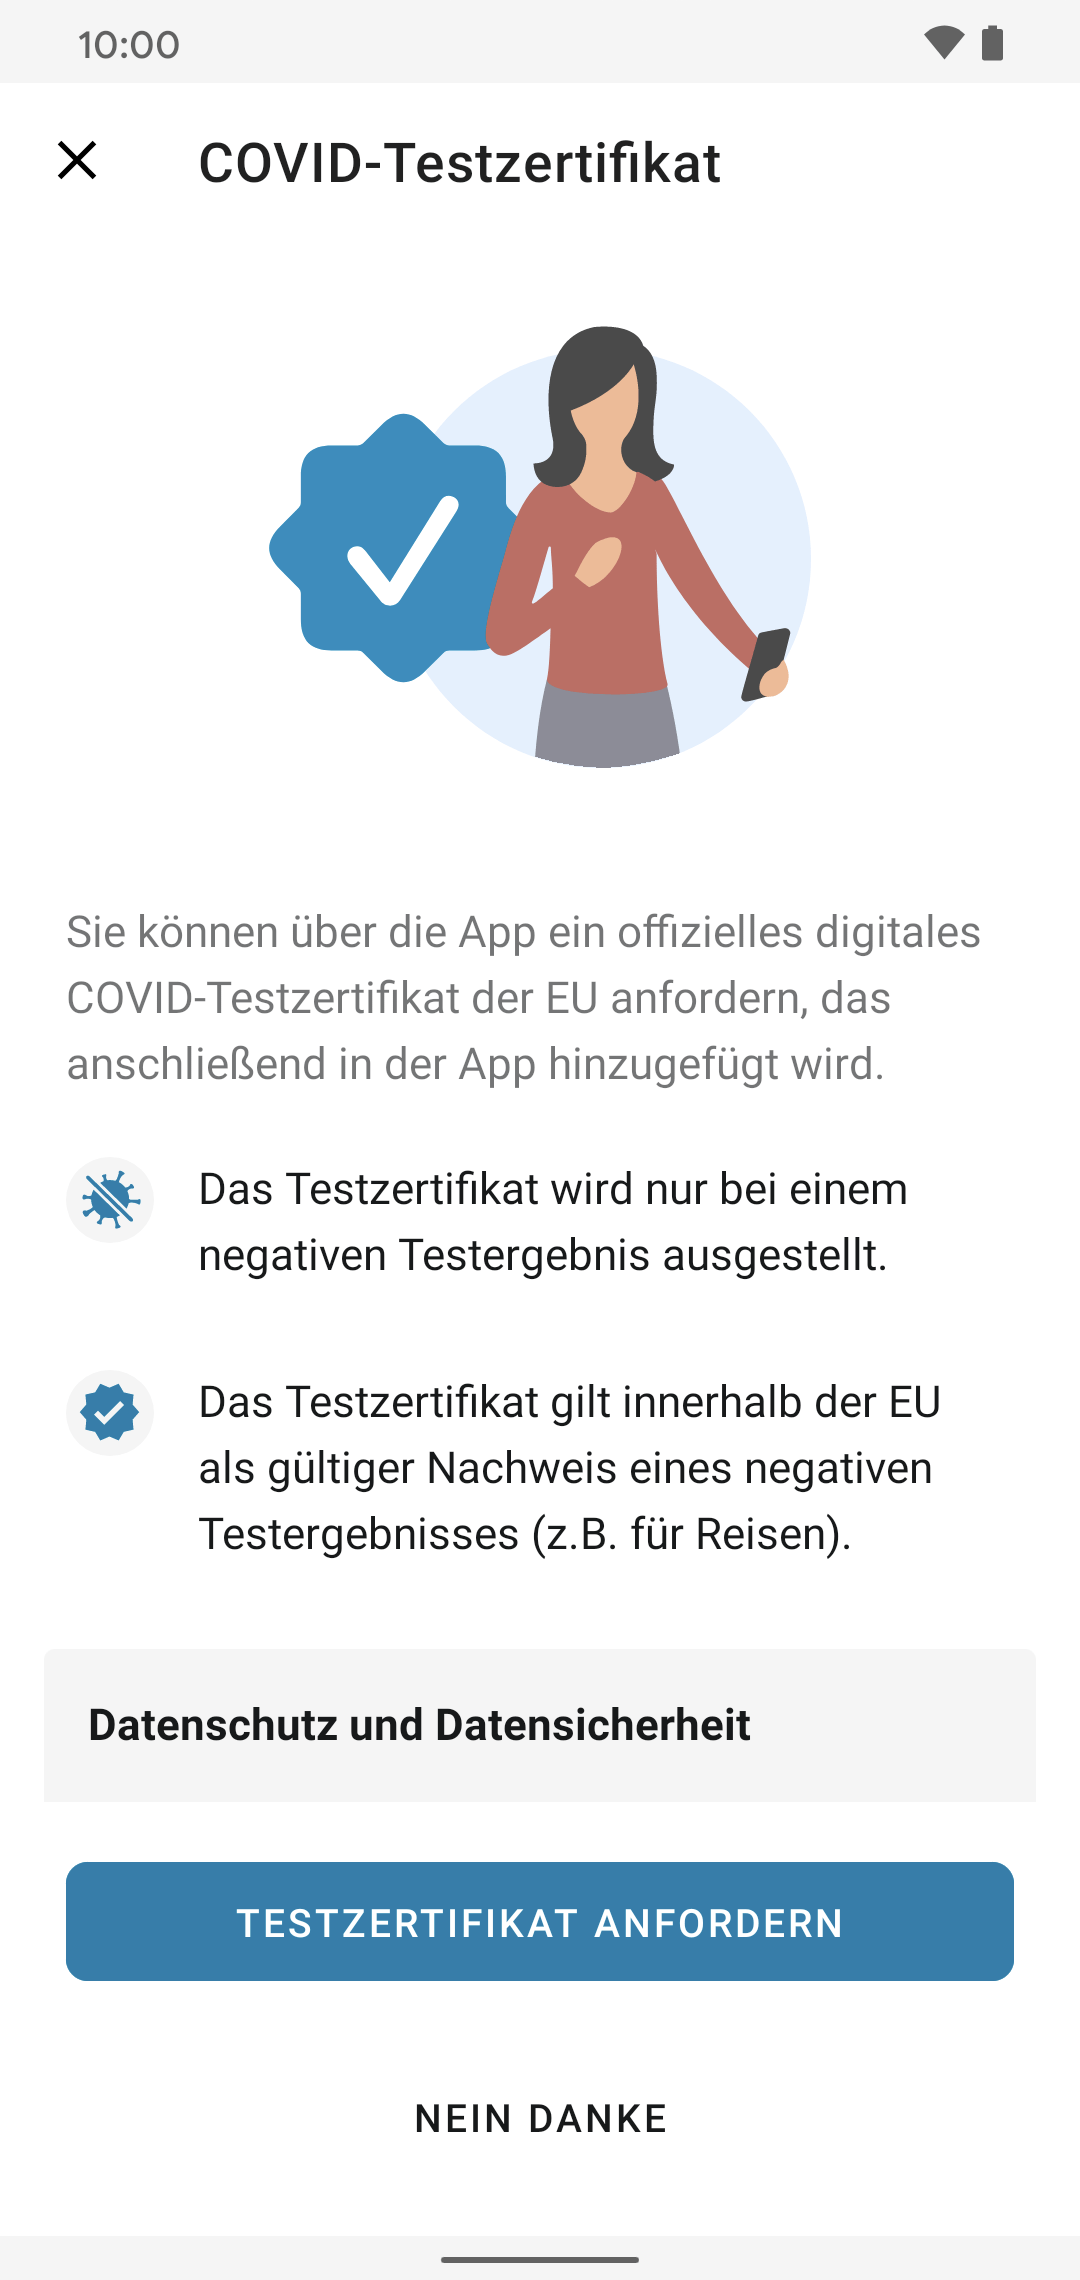 10:00
COVID-Testzertifikat
Sie können über die App ein offizielles digitales
COVID-Testzertifikat der EU anfordern, das
anschließend in der App hinzugefügt wird.
Das Testzertifikat wird nur bei einem
negativen Testergebnis ausgestellt.
Das Testzertifikat gilt innerhalb der EU
als gültiger Nachweis eines negativen
Testergebnisses (z.B. für Reisen).
Datenschutz und Datensicherheit
TESTZERTIFIKAT ANFORDERN
NEIN DANKE